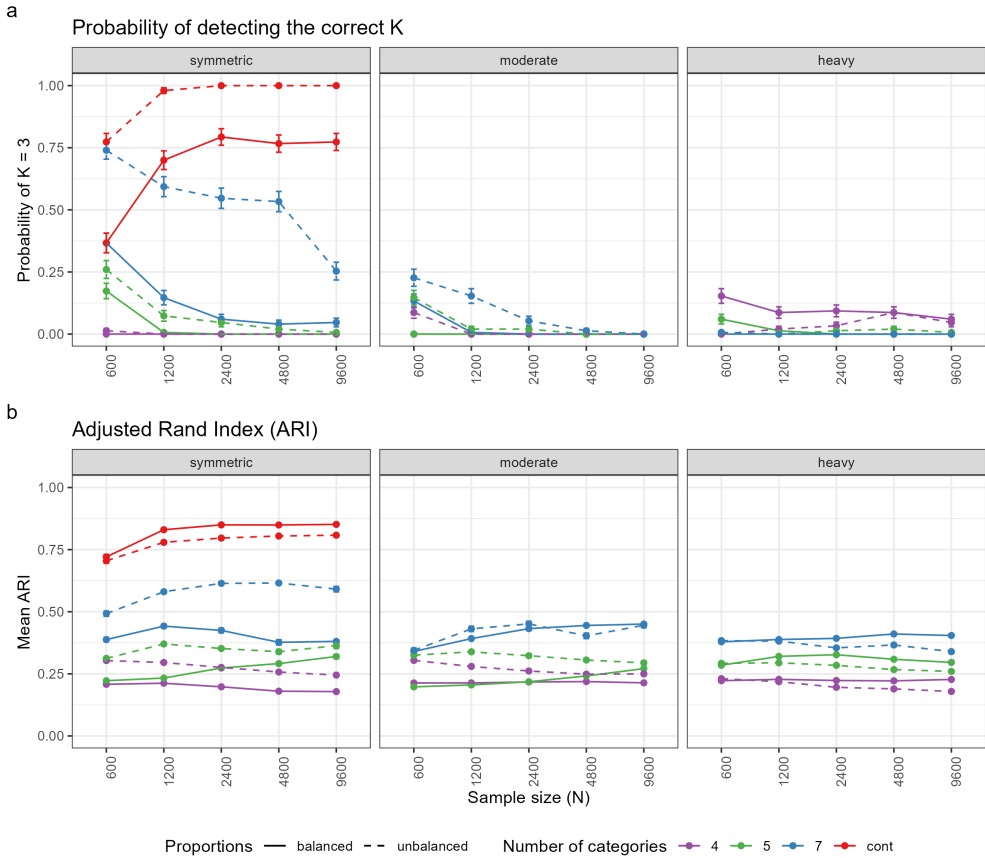 a
Probability of detecting the correct K
symmetric moderate heavy
Probability of K = 3
1.00
0.75
0.50
0.25
0.00
600 1200 2400 4800 9600 600 1200 2400 4800 9600 600 1200 2400 4800 9600
b
Adjusted Rand Index (ARI)
symmetric moderate heavy
Mean ARI
1.00
0.75
0.50
0.25
0.00
600 1200 2400 4800 9600 600 1200 2400 4800 9600 600 1200 2400 4800 9600
Sample size (N)
Proportions balanced unbalanced Number of categories 4 5 7 cont